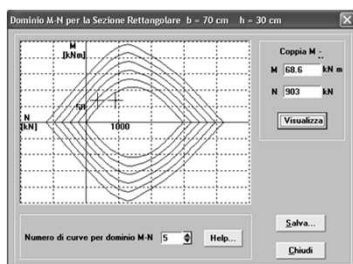 Dominio M-N per la Sezione Rettangolare b = 70 cm h = 30 cm
M
[kNm]
50
N
[kN]
1000
Coppia M -
M 68.6 kN m
N 903 kN
Visualizza
Numero di curve per dominio M-N 5
Help...
Salva...
Chiudi